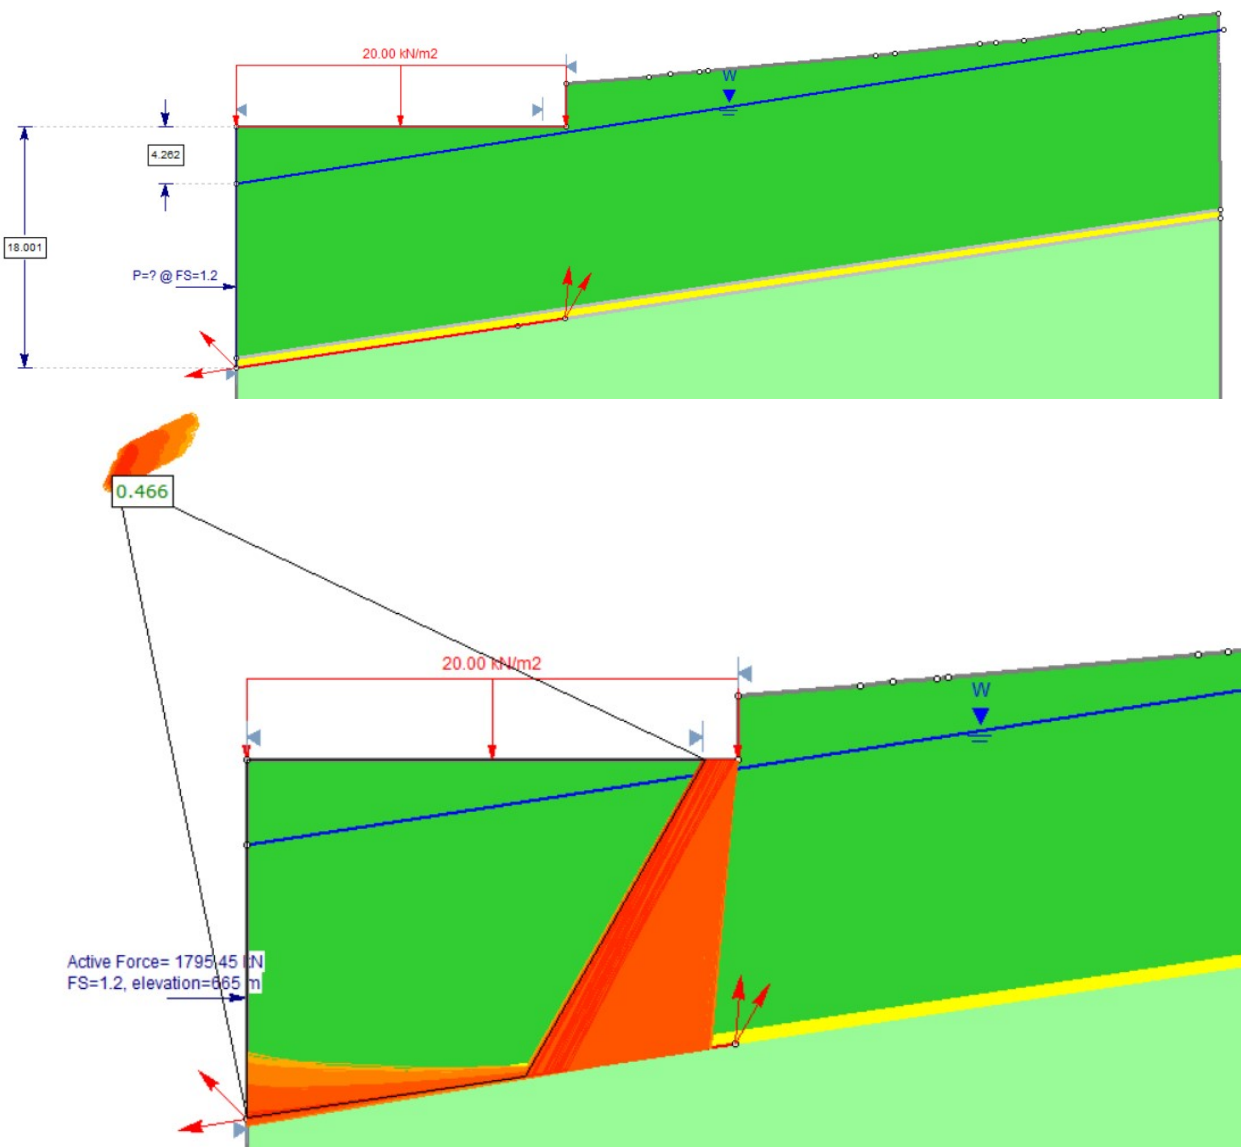 20.00 kN/m2
W
4.262
18.001
P=? @ FS=1.2
0.466
20.00 kN/m2
W
Active Force= 1795.45 kN
FS=1.2, elevation=665 m